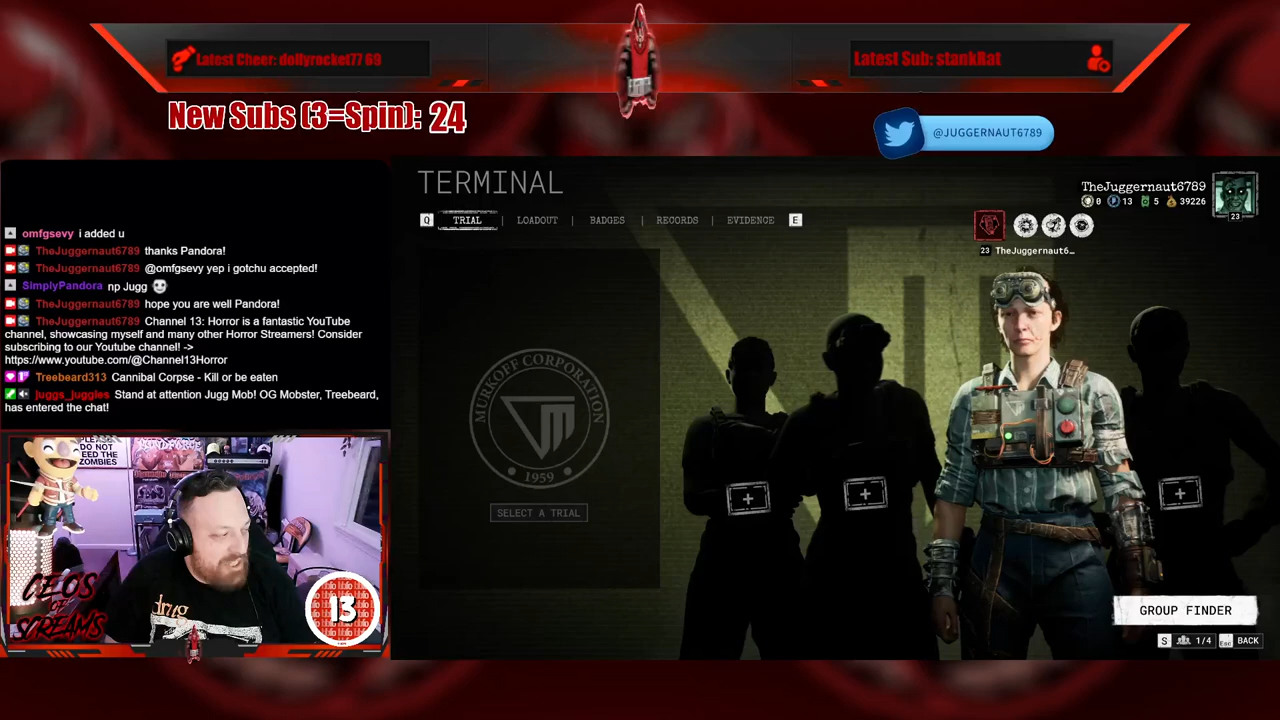 Latest Cheer: dollyrocket77 69
Latest Sub: stankRat
New Subs (3=Spin): 24
@JUGGERNAUT6789
omfgsevy i added u
TheJuggernaut6789 thanks Pandora!
TheJuggernaut6789 @omfgsevy yep i gotchu accepted!
SimplyPandora np Jugg
TheJuggernaut6789 hope you are well Pandora!
TheJuggernaut6789 Channel 13: Horror is a fantastic YouTube
channel, showcasing myself and many other Horror Streamers! Consider
subscribing to our Youtube channel! ->
https://www.youtube.com/@Channel13Horror
Treebeard313 Cannibal Corpse - Kill or be eaten
juggs_juggies Stand at attention Jugg Mob! OG Mobster, Treebeard,
has entered the chat!
PLEASE
DO NOT
FEED THE
ZOMBIES
CEO'S
OF
SCREAMS
drug
13
TERMINAL
Q TRIAL | LOADOUT | BADGES | RECORDS | EVIDENCE E
TheJuggernaut6789
0 13 5 39226
23
23 TheJuggernaut6…
MURKOFF CORPORATION
1959
SELECT A TRIAL
GROUP FINDER
S 1/4 Esc BACK